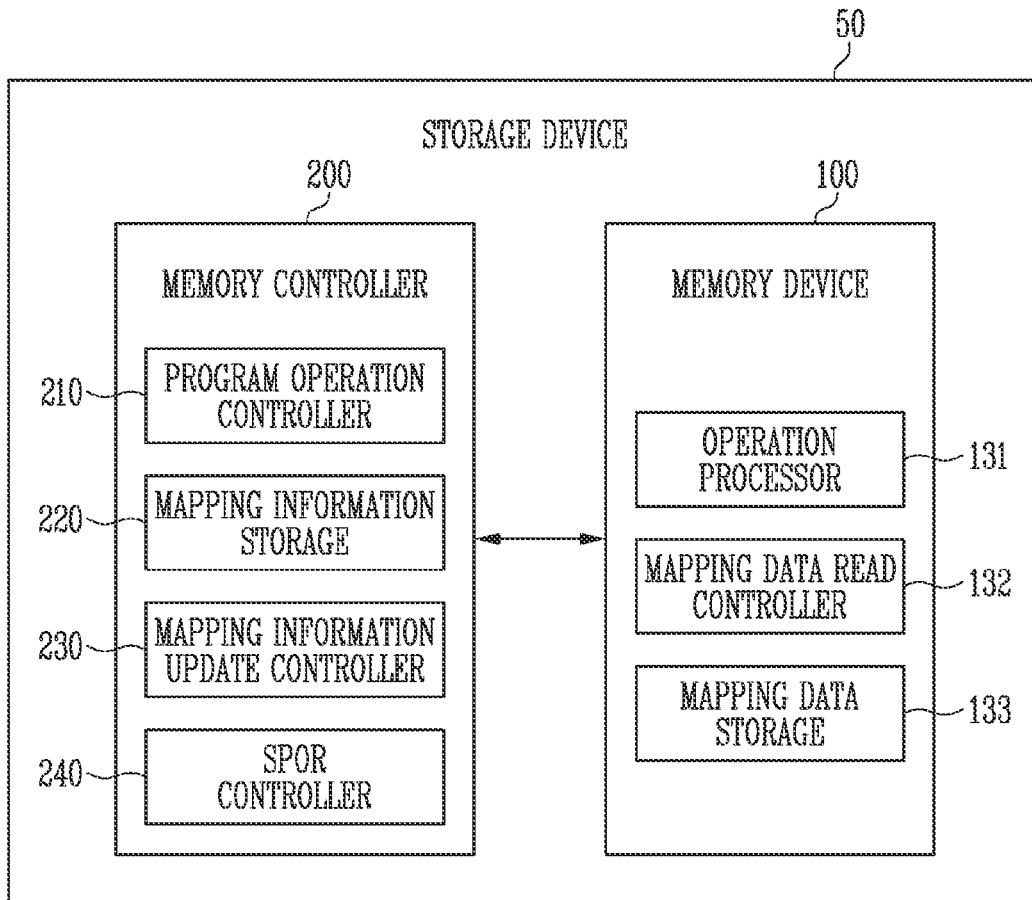 50
STORAGE DEVICE
200
MEMORY CONTROLLER
210
PROGRAM OPERATION
CONTROLLER
220
MAPPING INFORMATION
STORAGE
230
MAPPING INFORMATION
UPDATE CONTROLLER
240
SPOR
CONTROLLER
100
MEMORY DEVICE
OPERATION
PROCESSOR
131
MAPPING DATA READ
CONTROLLER
132
MAPPING DATA
STORAGE
133